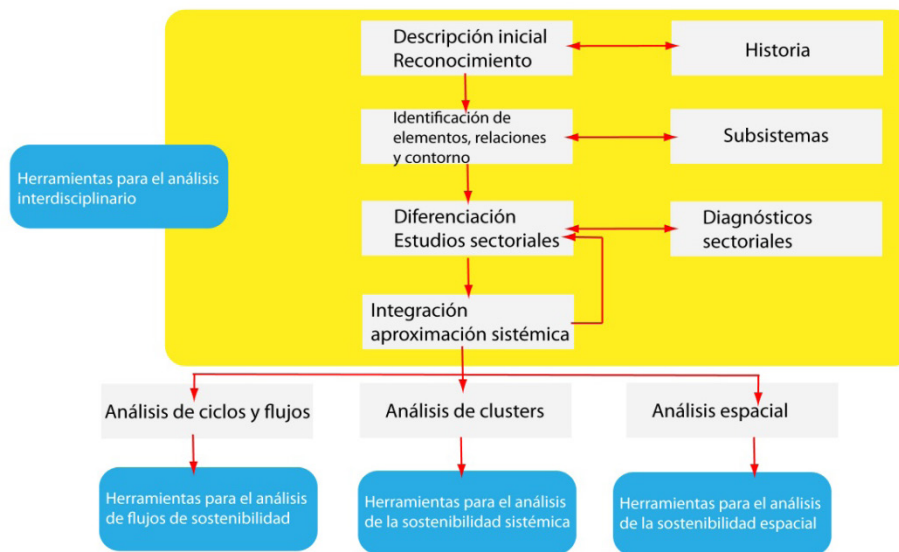 Descripción inicial
Reconocimiento
Historia
Identificación de
elementos, relaciones
y contorno
Subsistemas
Herramientas para el análisis
interdisciplinario
Diferenciación
Estudios sectoriales
Diagnósticos
sectoriales
Integración
aproximación sistémica
Análisis de ciclos y flujos
Análisis de clusters
Análisis espacial
Herramientas para el análisis
de flujos de sostenibilidad
Herramientas para el análisis
de la sostenibilidad sistémica
Herramientas para el análisis
de la sostenibilidad espacial